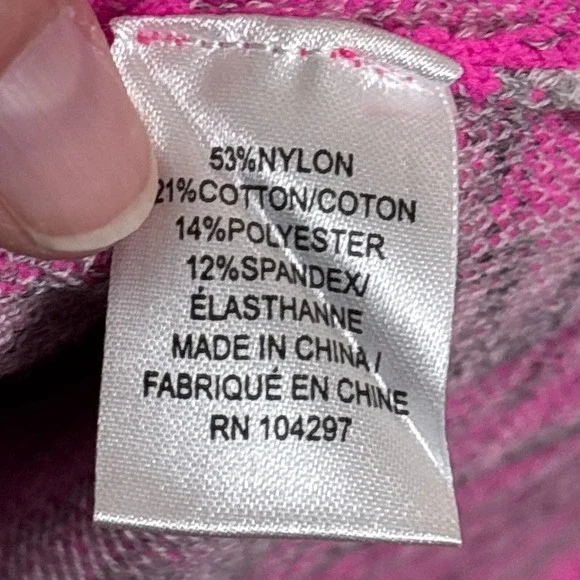 53%NYLON
21%COTTON/COTON
14%POLYESTER
12%SPANDEX/
ÉLASTHANNE
MADE IN CHINA /
FABRIQUÉ EN CHINE
RN 104297